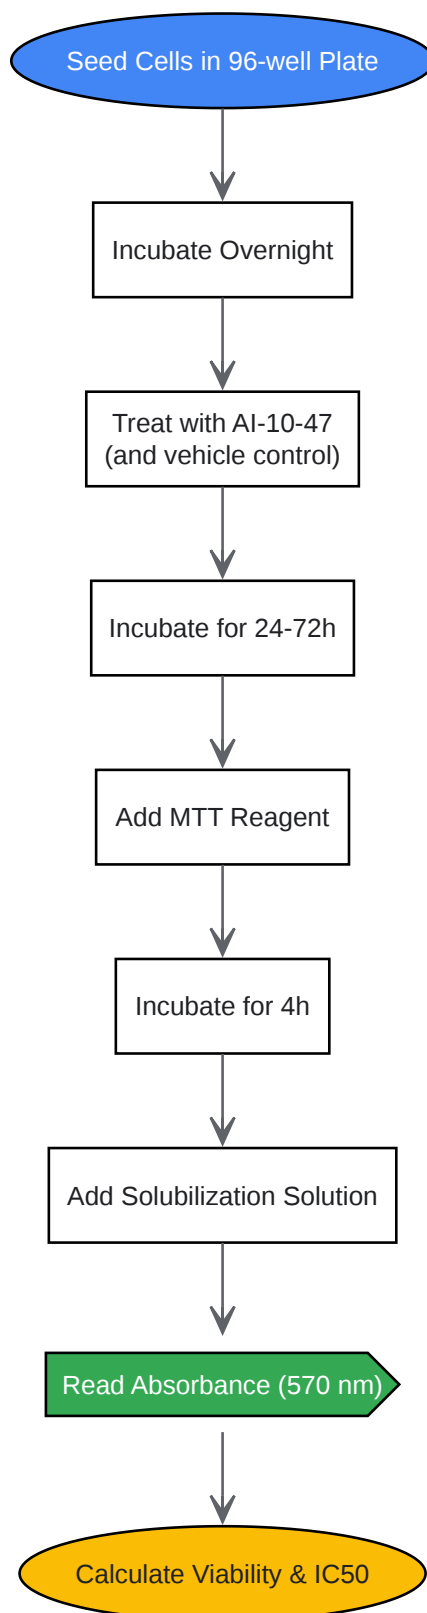 Seed Cells in 96-well Plate
Incubate Overnight
Treat with AI-10-47
(and vehicle control)
Incubate for 24-72h
Add MTT Reagent
Incubate for 4h
Add Solubilization Solution
Read Absorbance (570 nm)
Calculate Viability & IC50